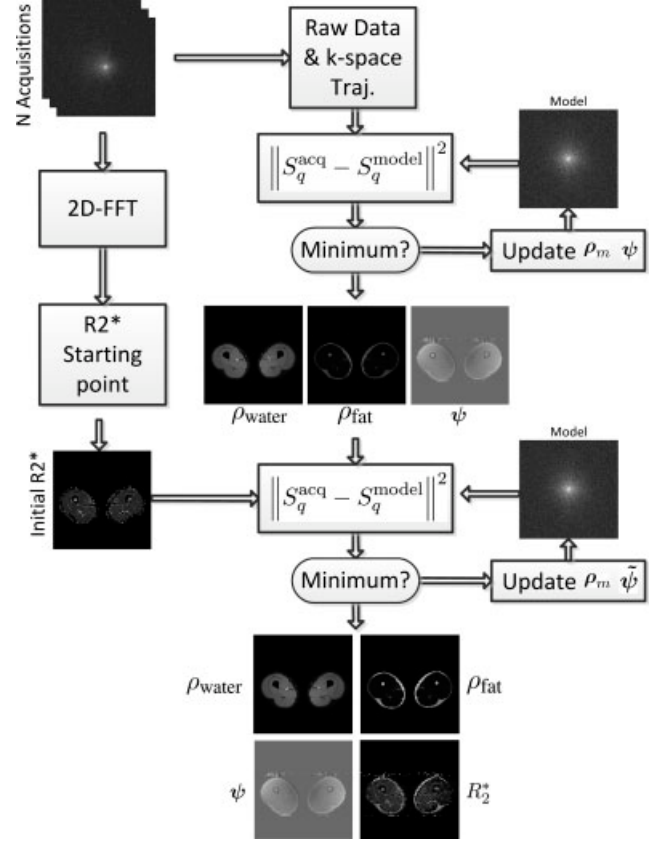 N Acquisitions
Raw Data
& k-space
Traj.
Model
‖S_q^acq − S_q^model‖²
2D-FFT
Minimum?
Update ρ_m ψ
R2*
Starting
point
ρ_water
ρ_fat
ψ
Model
Initial R2*
‖S_q^acq − S_q^model‖²
Minimum?
Update ρ_m ψ̃
ρ_water
ρ_fat
ψ
R_2^*